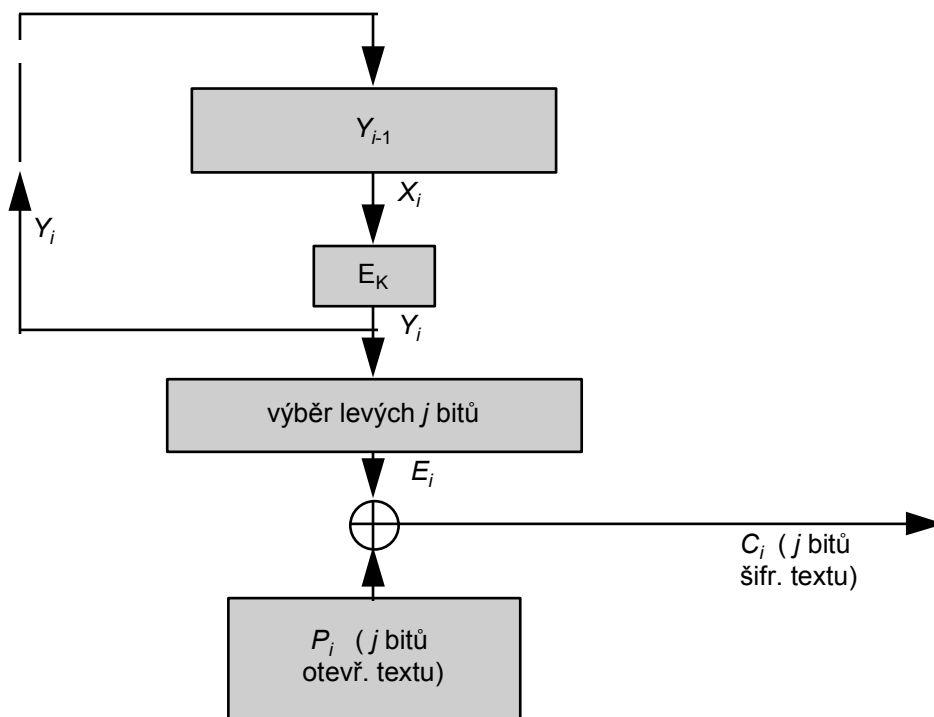 Y_{i-1}
X_i
Y_i
E_K
Y_i
výběr levých j bitů
E_i
C_i ( j bitů
šifr. textu)
P_i ( j bitů
otevř. textu)